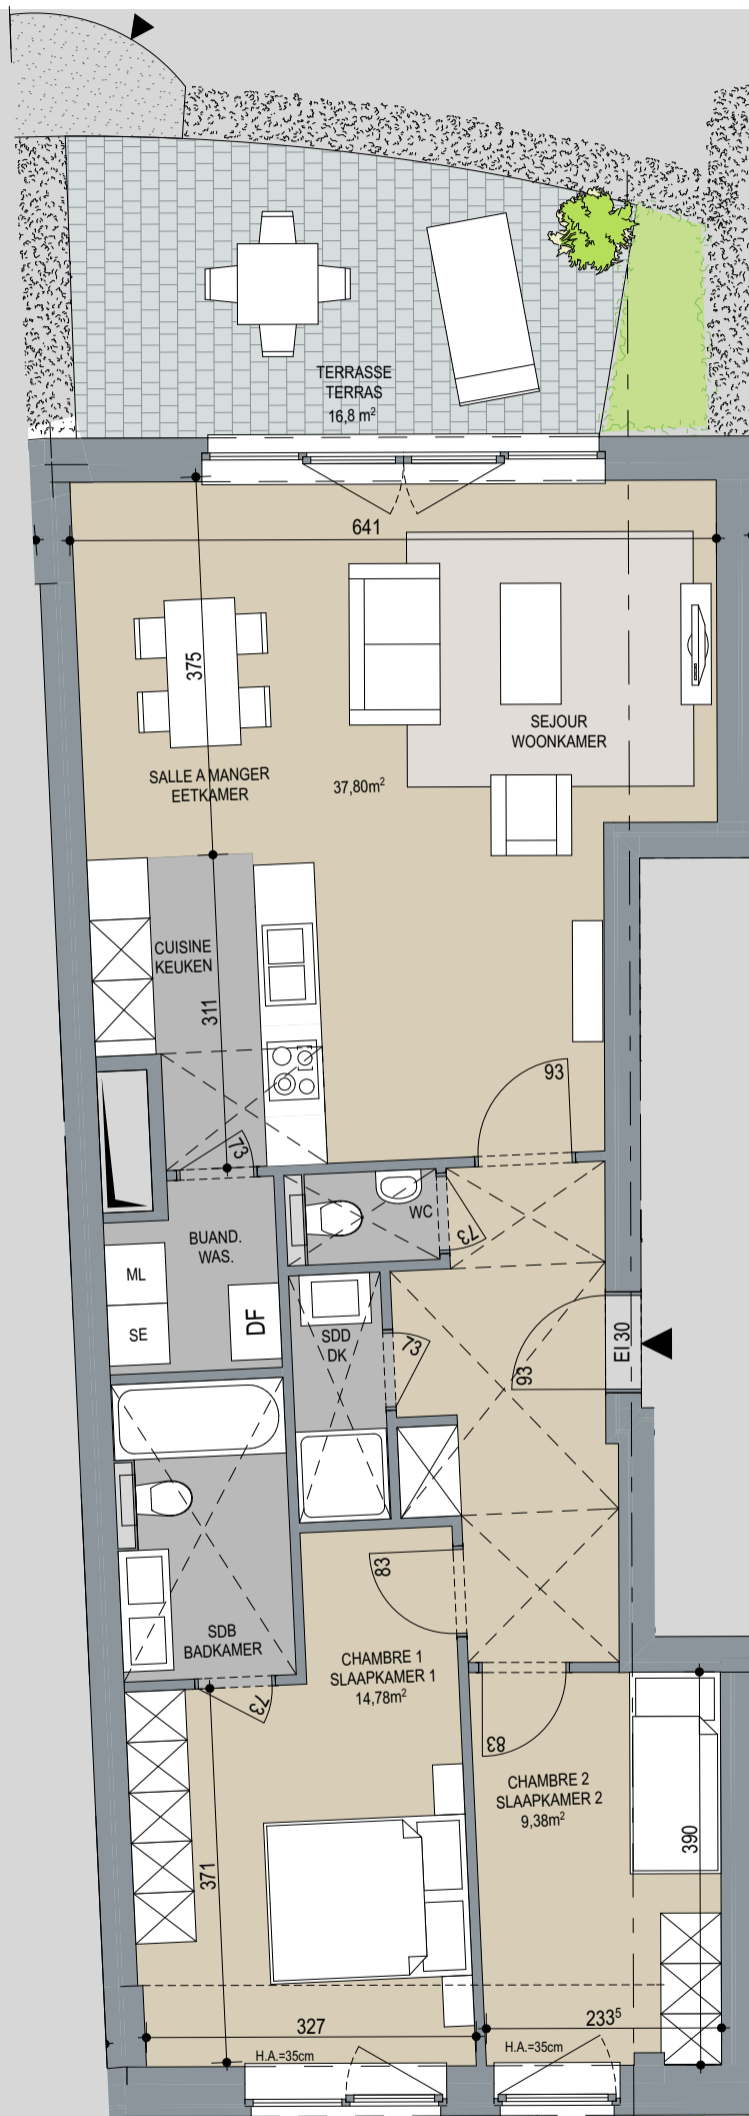 TERRASSE
TERRAS
16,8 m²
641
375
SEJOUR
WOONKAMER
SALLE A MANGER
EETKAMER
37,80m²
CUISINE
KEUKEN
311
93
73
WC
73
BUAND.
WAS.
ML
SE
DF
SDD
DK
73
93
EI 30
83
SDB
BADKAMER
CHAMBRE 1
SLAAPKAMER 1
14,78m²
73
83
CHAMBRE 2
SLAAPKAMER 2
9,38m²
390
371
327
233⁵
H.A.=35cm
H.A.=35cm